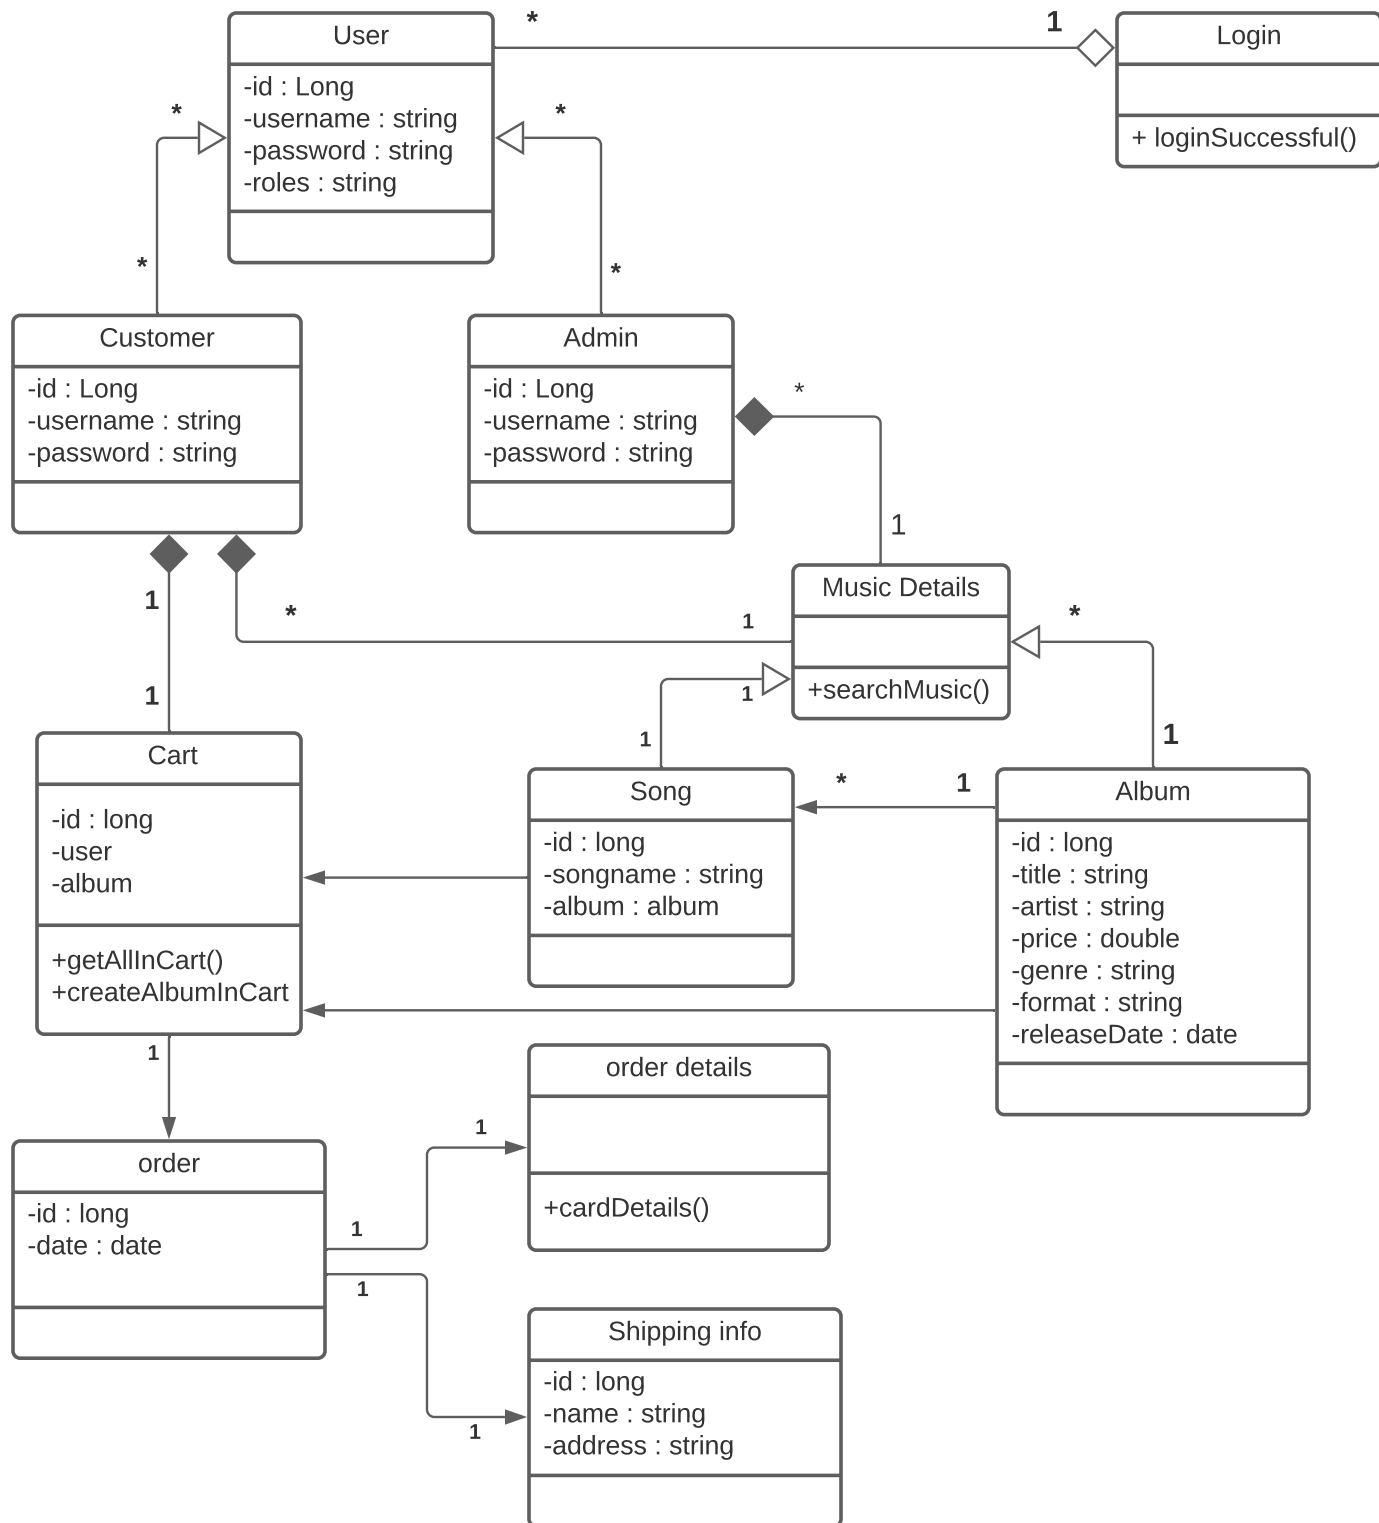 User
-id : Long
-username : string
-password : string
-roles : string
*
1
Login
+ loginSuccessful()
*
*
*
*
Customer
-id : Long
-username : string
-password : string
Admin
-id : Long
-username : string
-password : string
*
1
1
*
1
1
Music Details
+searchMusic()
*
1
1
1
Cart
-id : long
-user
-album
+getAllInCart()
+createAlbumInCart
Song
-id : long
-songname : string
-album : album
*
1
Album
-id : long
-title : string
-artist : string
-price : double
-genre : string
-format : string
-releaseDate : date
1
order details
+cardDetails()
order
-id : long
-date : date
1
1
1
1
Shipping info
-id : long
-name : string
-address : string